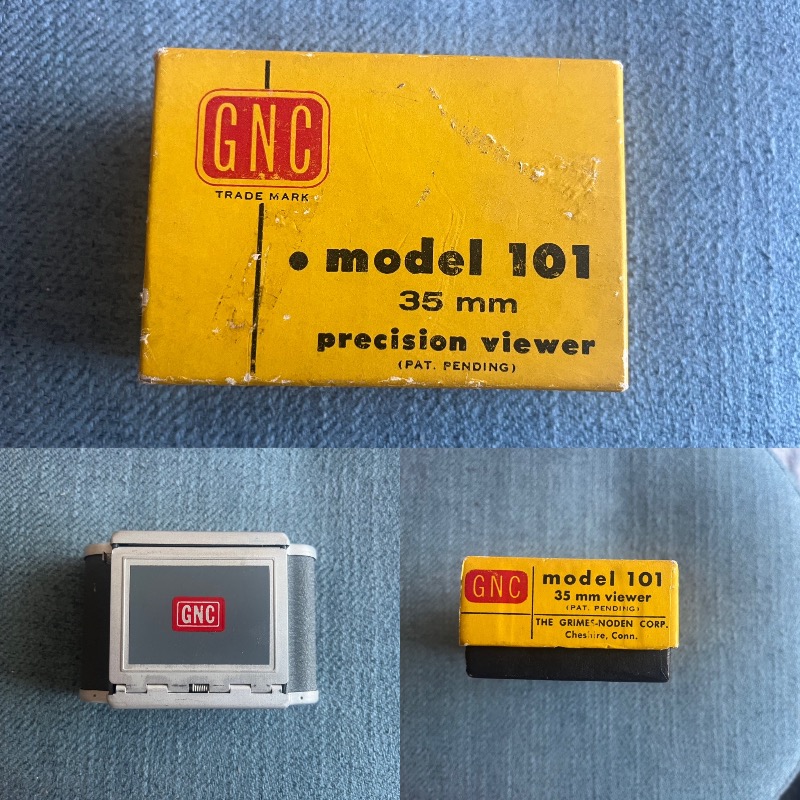 GNC
TRADE MARK
• model 101
35 mm
precision viewer
(PAT. PENDING)
GNC
GNC
model 101
35 mm viewer
(PAT. PENDING)
THE GRIMES-NODEN CORP.
Cheshire, Conn.